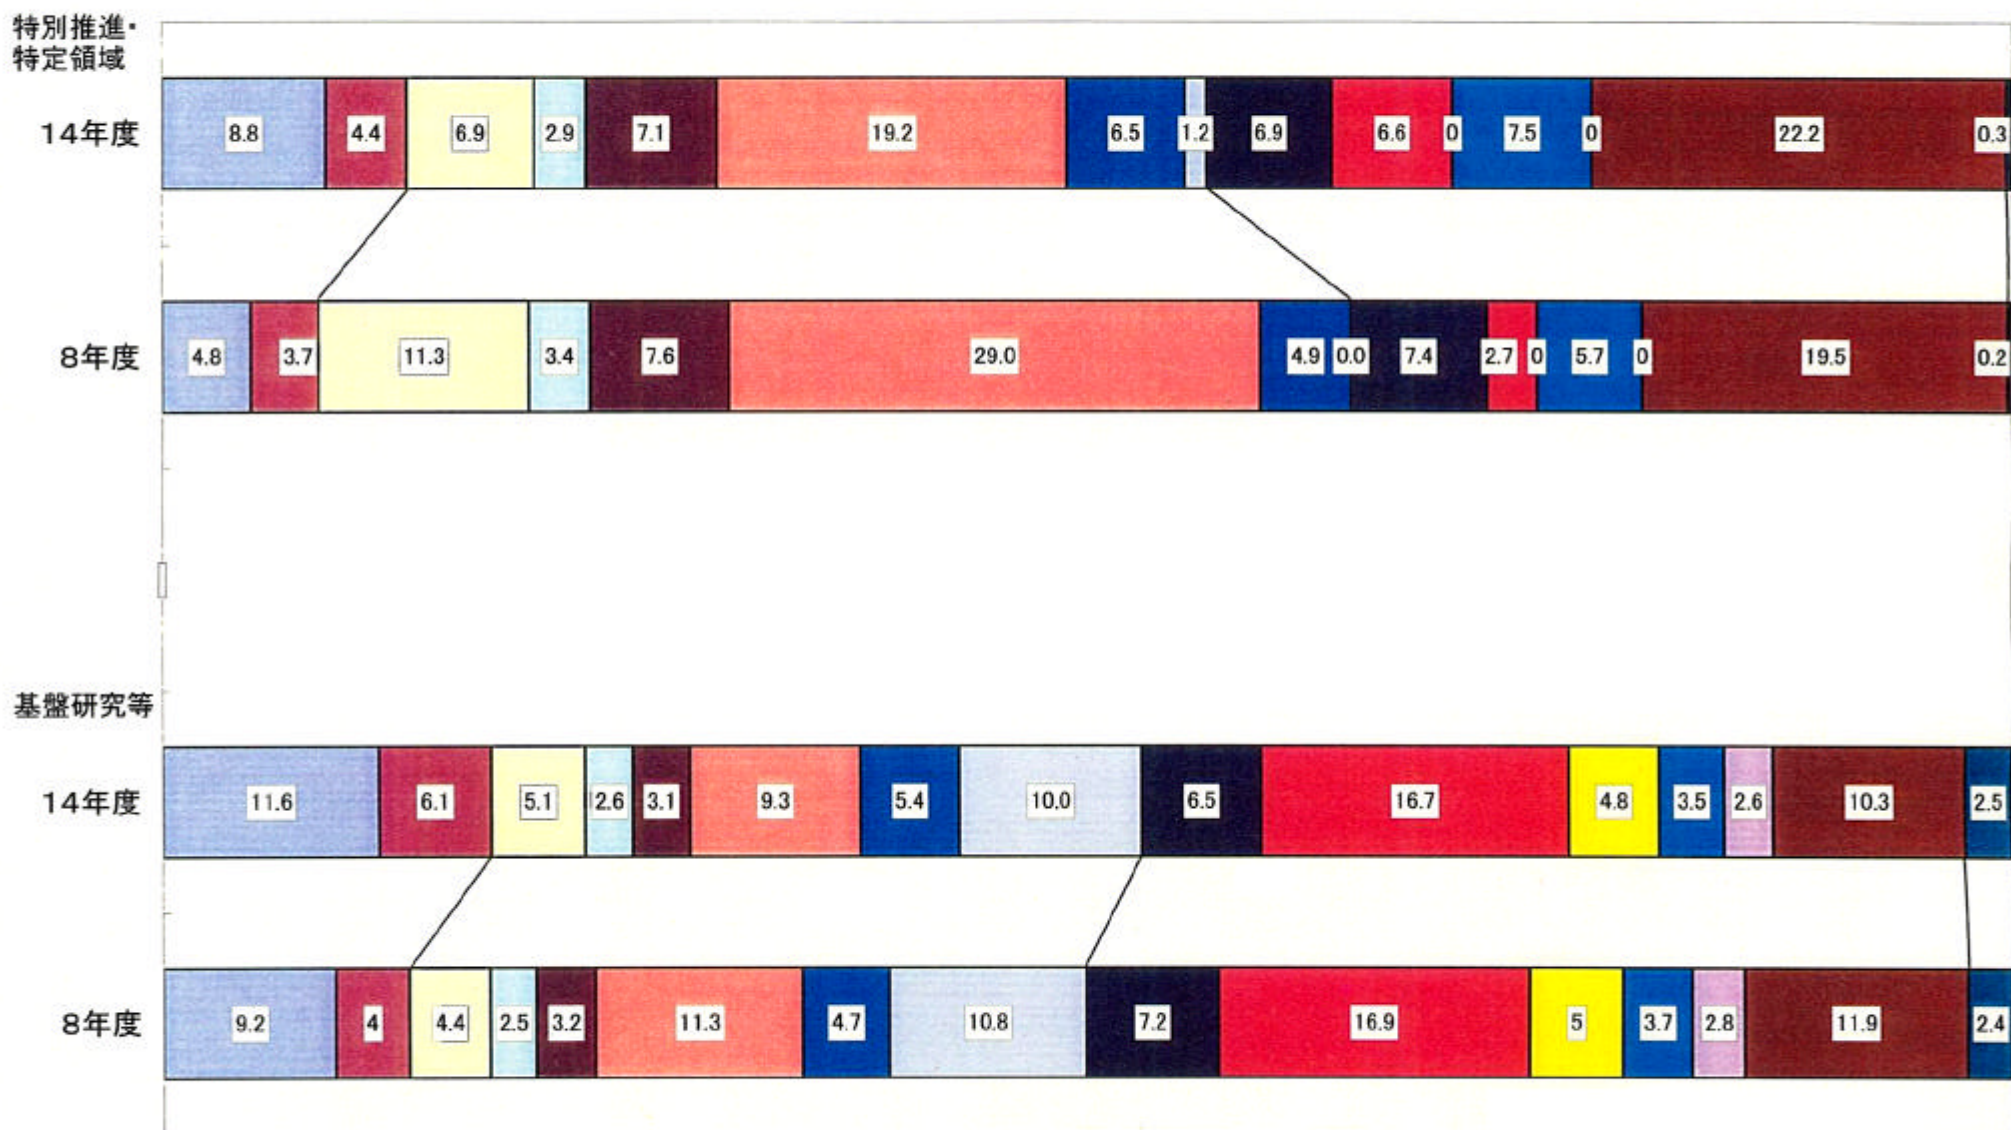 特別推進・
特定領域
14年度 8.8 4.4 6.9 2.9 7.1 19.2 6.5 1.2 6.9 6.6 0 7.5 0 22.2 0.3
8年度 4.8 3.7 11.3 3.4 7.6 29.0 4.9 0.0 7.4 2.7 0 5.7 0 19.5 0.2
基盤研究等
14年度 11.6 6.1 5.1 2.6 3.1 9.3 5.4 10.0 6.5 16.7 4.8 3.5 2.6 10.3 2.5
8年度 9.2 4 4.4 2.5 3.2 11.3 4.7 10.8 7.2 16.9 5 3.7 2.8 11.9 2.4